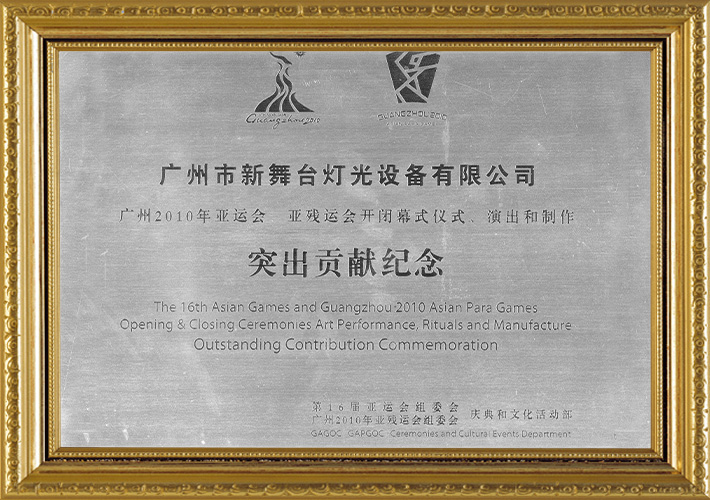 Guangzhou2010
GUANGZHOU2010
广州市新舞台灯光设备有限公司
广州2010年亚运会 亚残运会开闭幕式仪式、演出和制作
突出贡献纪念
The 16th Asian Games and Guangzhou 2010 Asian Para Games
Opening & Closing Ceremonies Art Performance, Rituals and Manufacture
Outstanding Contribution Commemoration
第16届亚运会组委会
广州2010年亚残运会组委会
庆典和文化活动部
GAGOC GAPGOC Ceremonies and Cultural Events Department